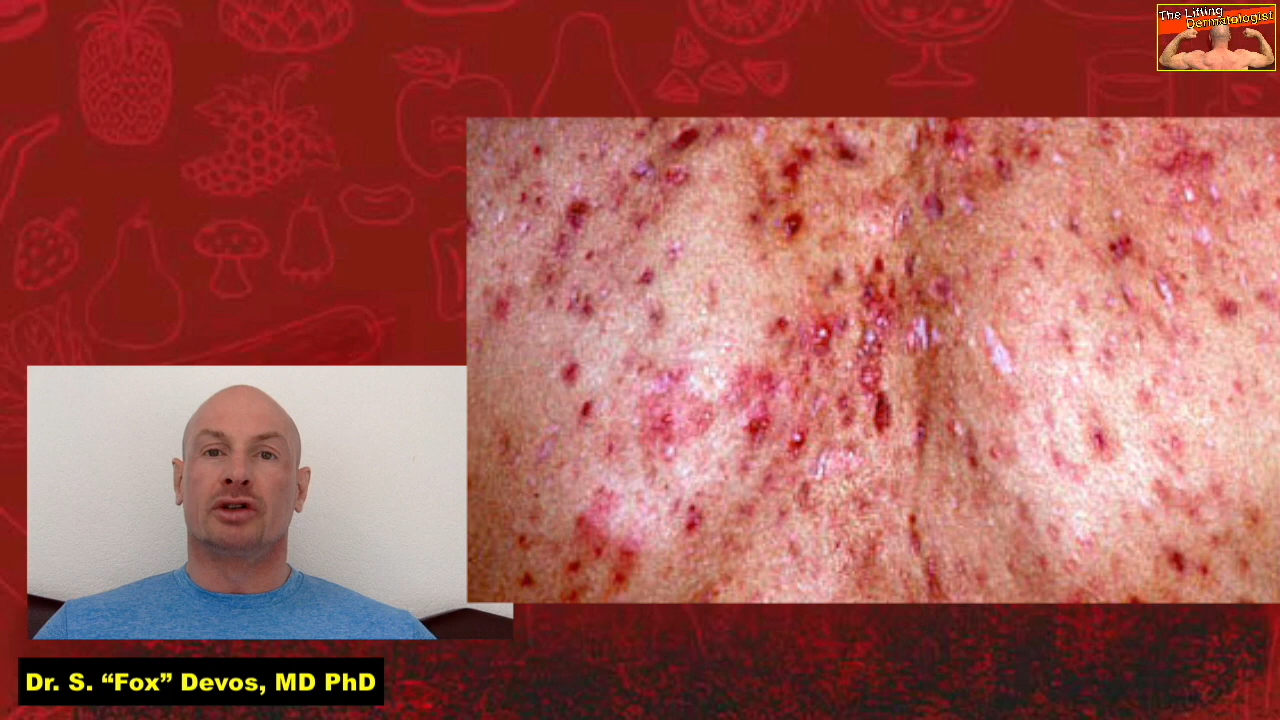 The Lifting
Dermatologist
Dr. S. “Fox” Devos, MD PhD